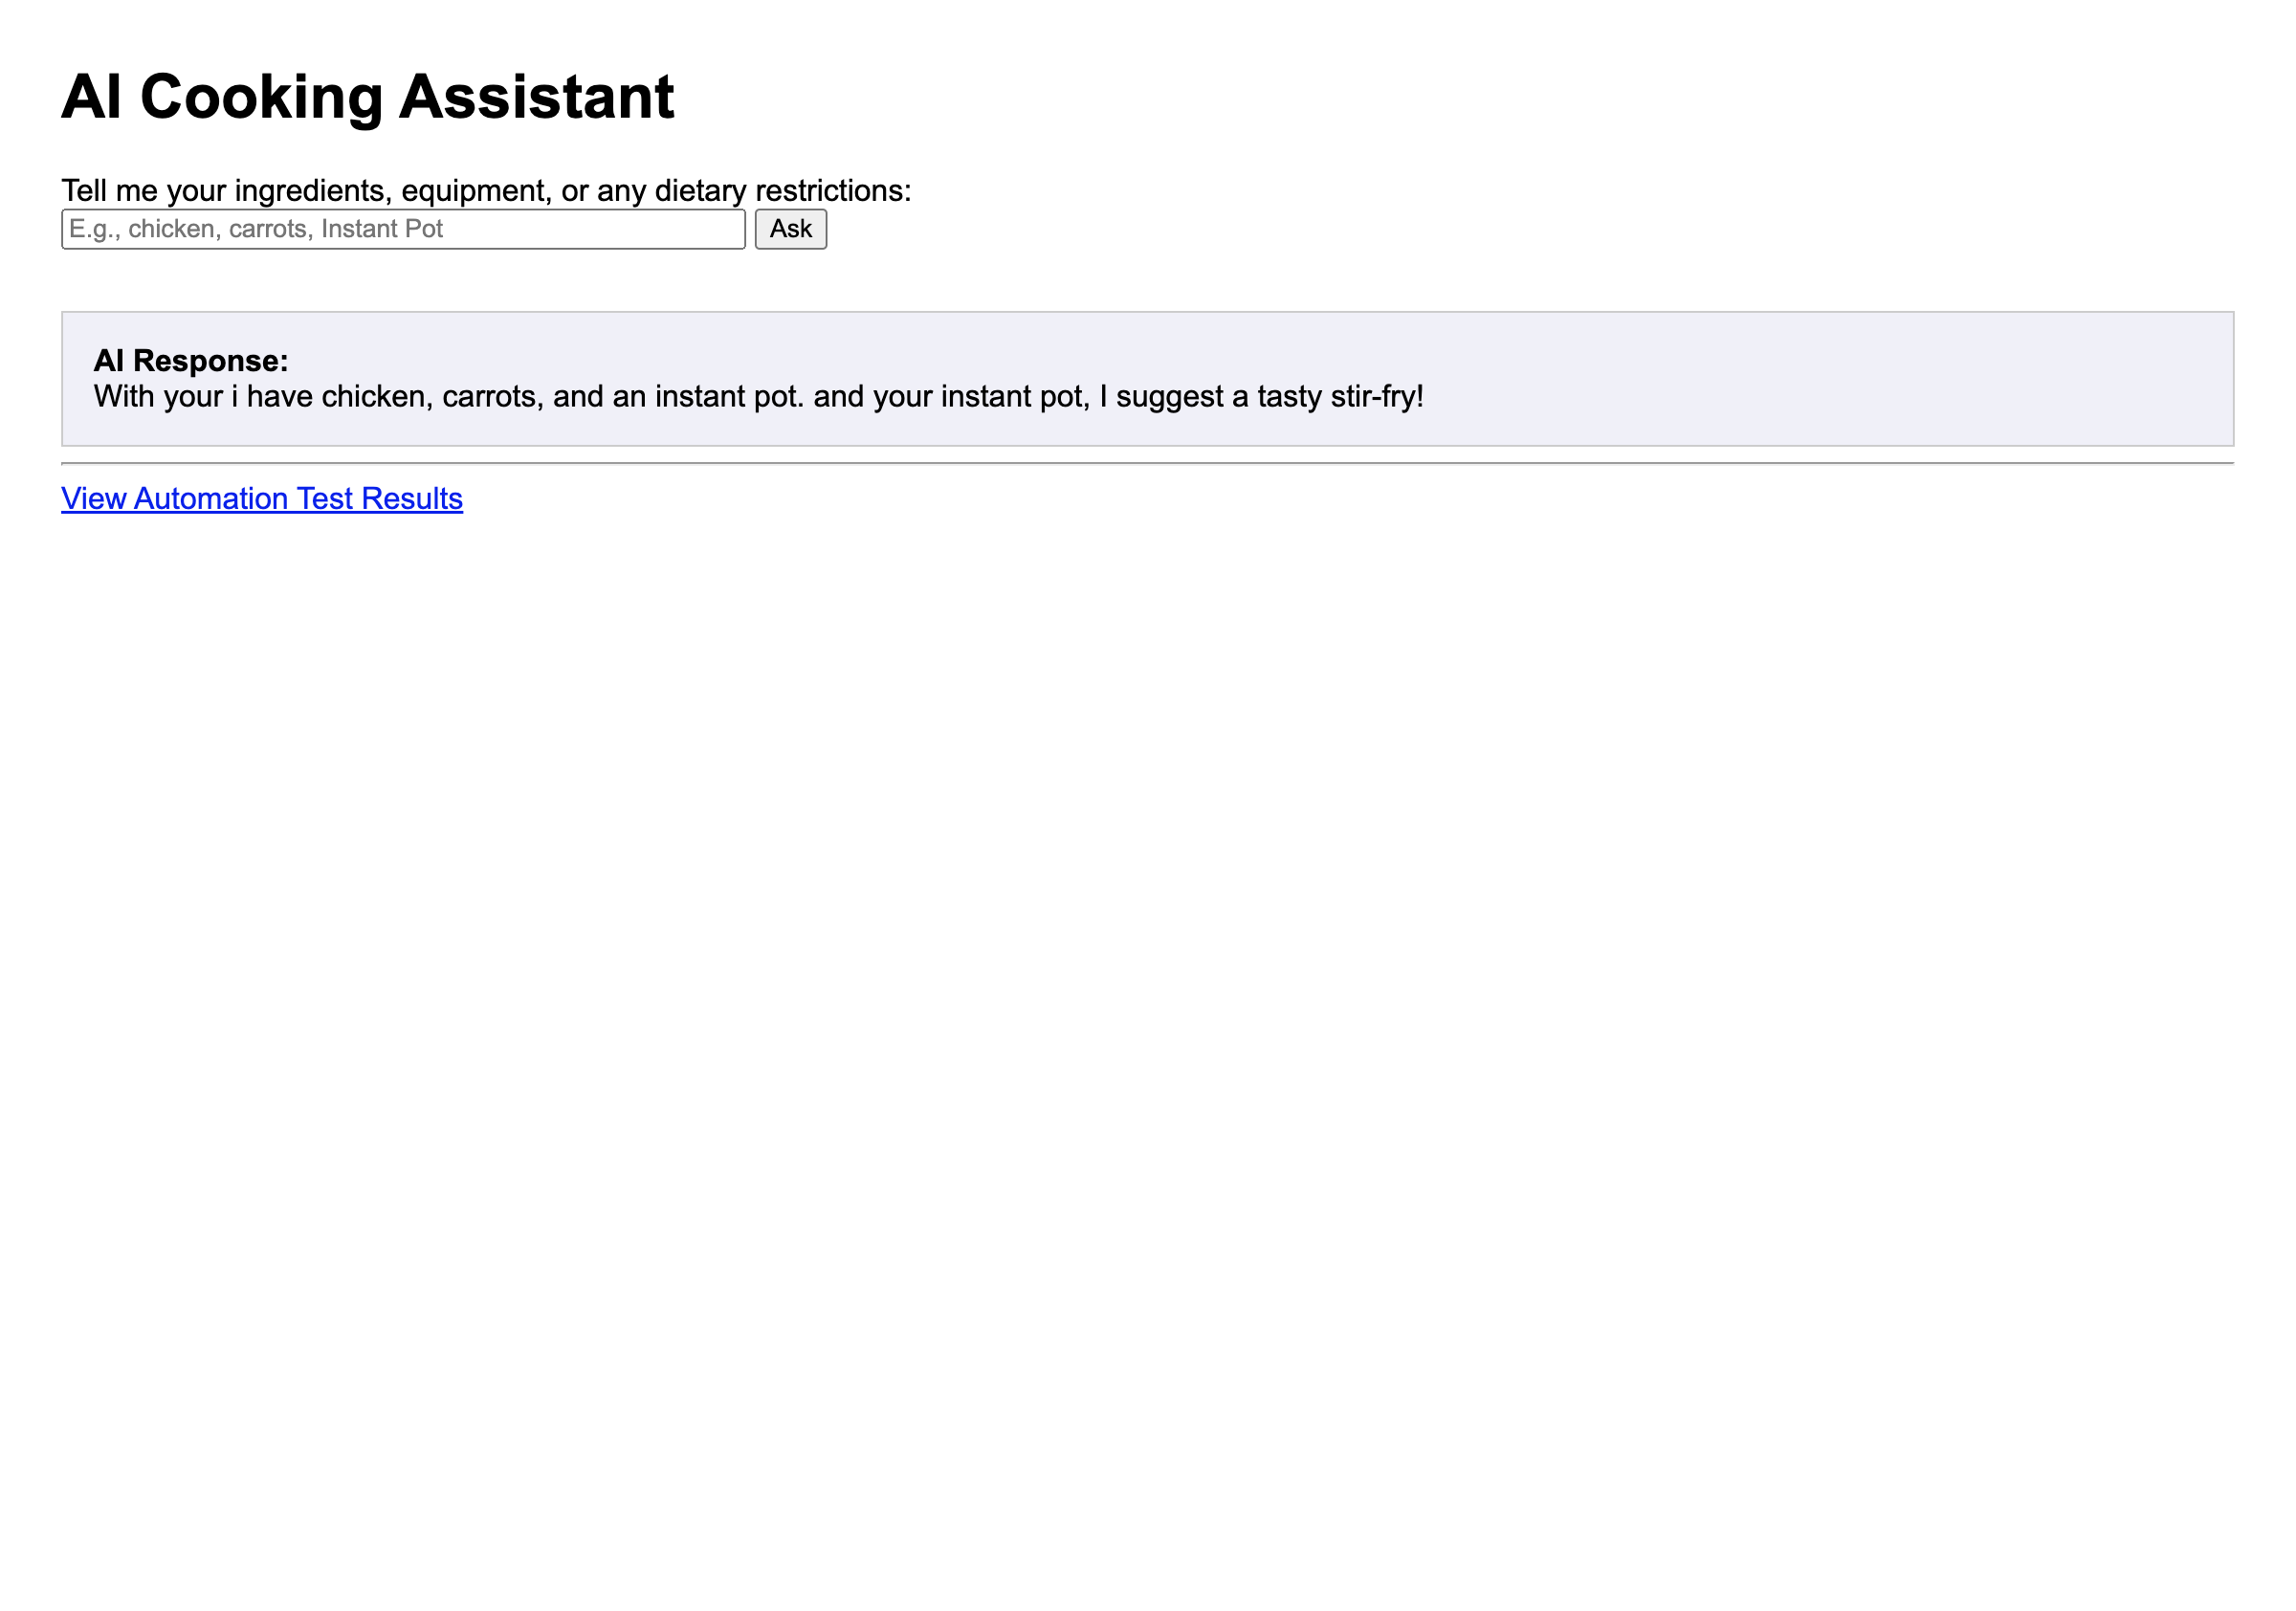 AI Cooking Assistant
Tell me your ingredients, equipment, or any dietary restrictions:
E.g., chicken, carrots, Instant Pot Ask
AI Response:
With your i have chicken, carrots, and an instant pot. and your instant pot, I suggest a tasty stir-fry!
View Automation Test Results